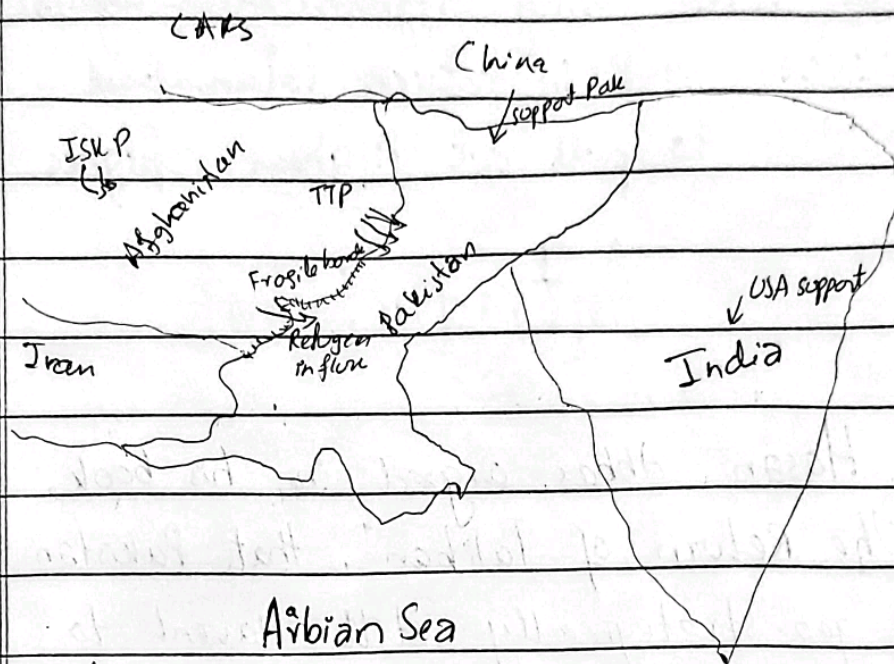 CARs
China
support Pak
ISKP
Afghanistan
TTP
Fragile border
Pakistan
USA support
Refugee
influx
Iran
India
Arbian Sea